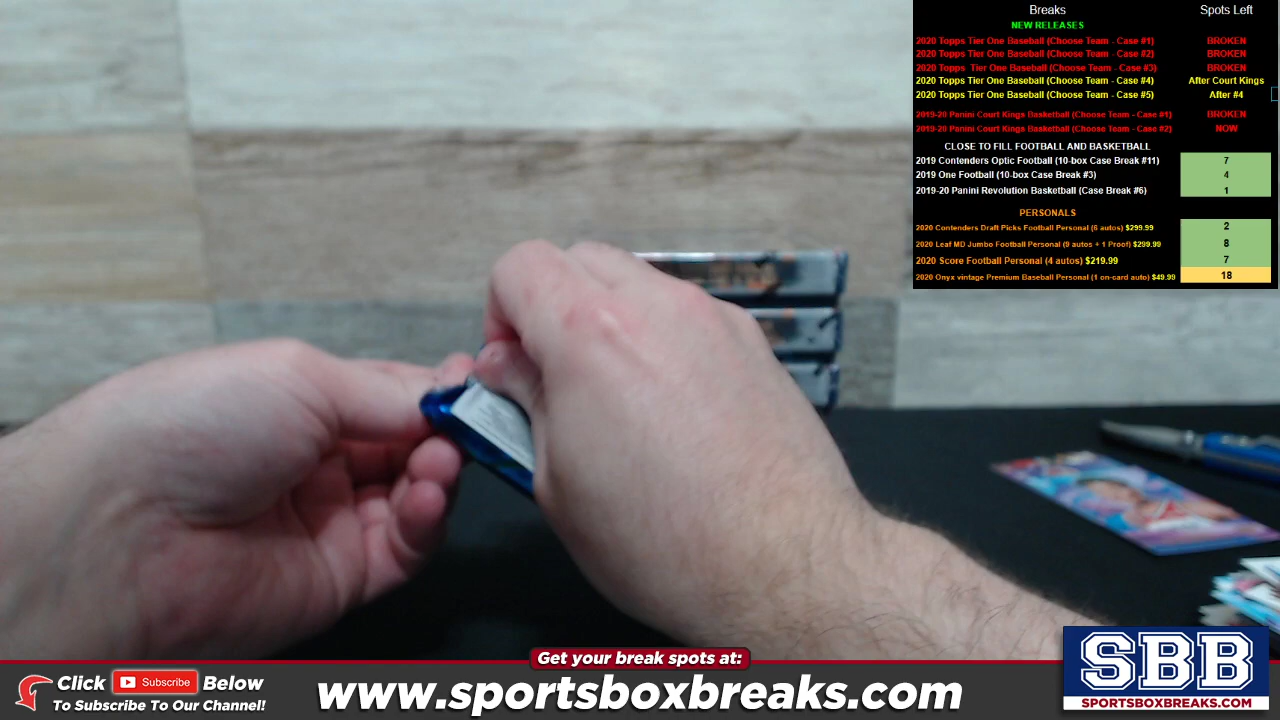 Breaks Spots Left
NEW RELEASES
2020 Topps Tier One Baseball (Choose Team - Case #1) BROKEN
2020 Topps Tier One Baseball (Choose Team - Case #2) BROKEN
2020 Topps Tier One Baseball (Choose Team - Case #3) BROKEN
2020 Topps Tier One Baseball (Choose Team - Case #4) After Court Kings
2020 Topps Tier One Baseball (Choose Team - Case #5) After #4
2019-20 Panini Court Kings Basketball (Choose Team - Case #1) BROKEN
2019-20 Panini Court Kings Basketball (Choose Team - Case #2) NOW
CLOSE TO FILL FOOTBALL AND BASKETBALL
2019 Contenders Optic Football (10-box Case Break #11) 7
2019 One Football (10-box Case Break #3) 4
2019-20 Panini Revolution Basketball (Case Break #6) 1
PERSONALS
2020 Contenders Draft Picks Football Personal (6 autos) $299.99 2
2020 Leaf MD Jumbo Football Personal (9 autos + 1 Proof) $299.99 8
2020 Score Football Personal (4 autos) $219.99 7
2020 Onyx vintage Premium Baseball Personal (1 on-card auto) $49.99 18
Get your break spots at:
Click Subscribe Below
To Subscribe To Our Channel!
www.sportsboxbreaks.com
SBB
SPORTSBOXBREAKS.COM